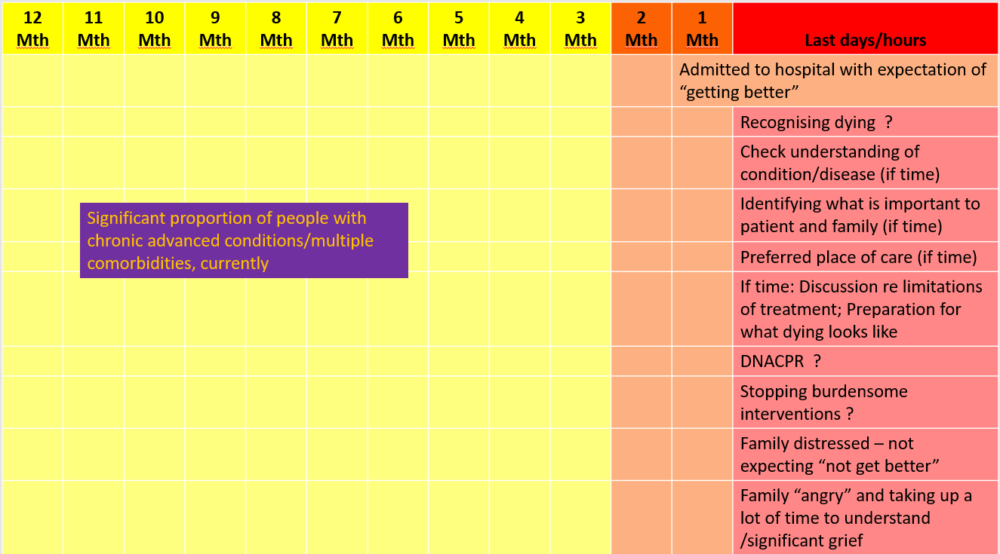 12 Mth
11 Mth
10 Mth
9 Mth
8 Mth
7 Mth
6 Mth
5 Mth
4 Mth
3 Mth
2 Mth
1 Mth
Last days/hours
Admitted to hospital with expectation of
“getting better”
Recognising dying  ?
Check understanding of
condition/disease (if time)
Significant proportion of people with
chronic advanced conditions/multiple
comorbidities, currently
Identifying what is important to
patient and family (if time)
Preferred place of care (if time)
If time: Discussion re limitations
of treatment; Preparation for
what dying looks like
DNACPR  ?
Stopping burdensome
interventions ?
Family distressed – not
expecting “not get better”
Family “angry” and taking up a
lot of time to understand
/significant grief